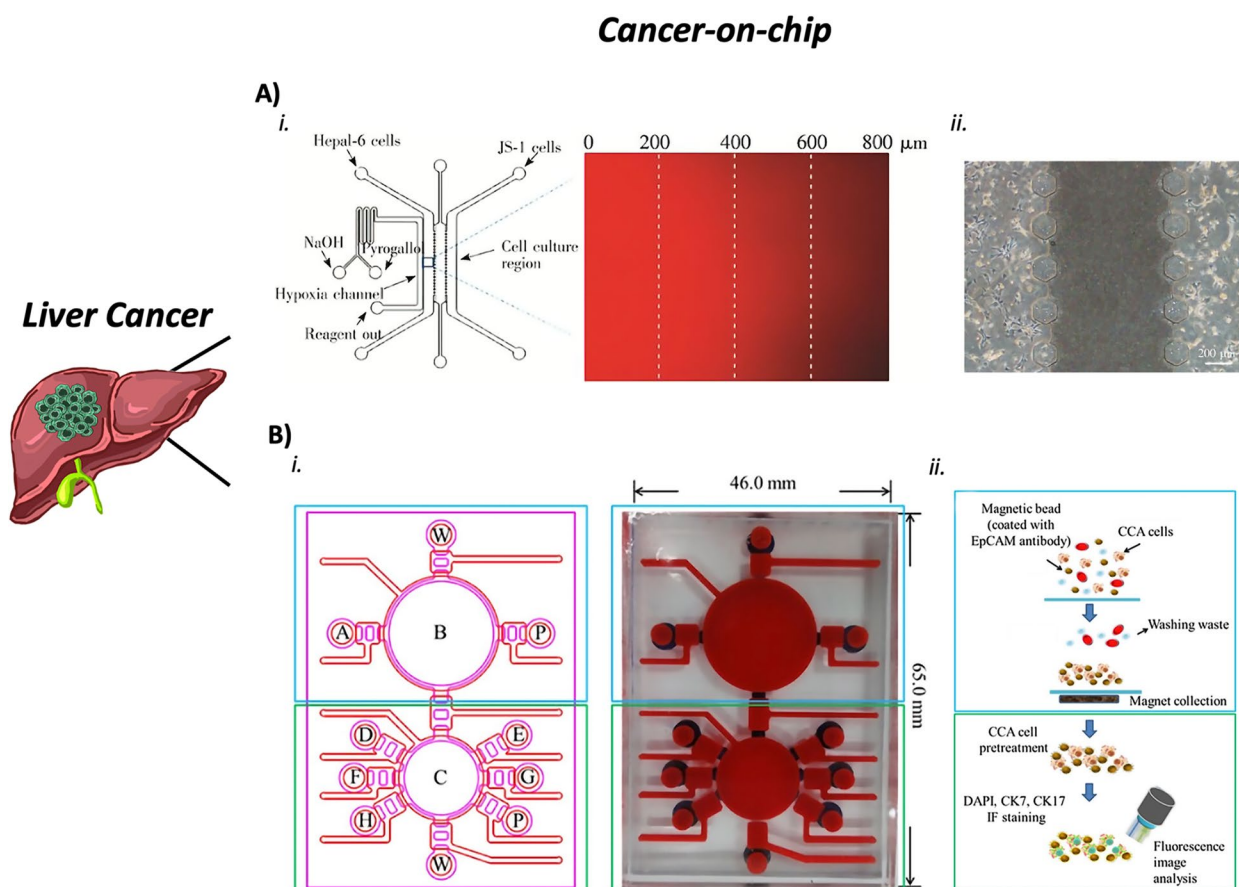 Cancer-on-chip
Liver Cancer
A)
i.
Hepal-6 cells
JS-1 cells
NaOH
Pyrogallol
Cell culture
region
Hypoxia channel
Reagent out
0 200 400 600 800 μm
ii.
200 μm
B)
i.
W
A
B
P
D
E
F
C
G
H
P
W
46.0 mm
65.0 mm
ii.
Magnetic bead
(coated with
EpCAM antibody)
CCA cells
Washing waste
Magnet collection
CCA cell
pretreatment
DAPI, CK7, CK17
IF staining
Fluorescence
image
analysis